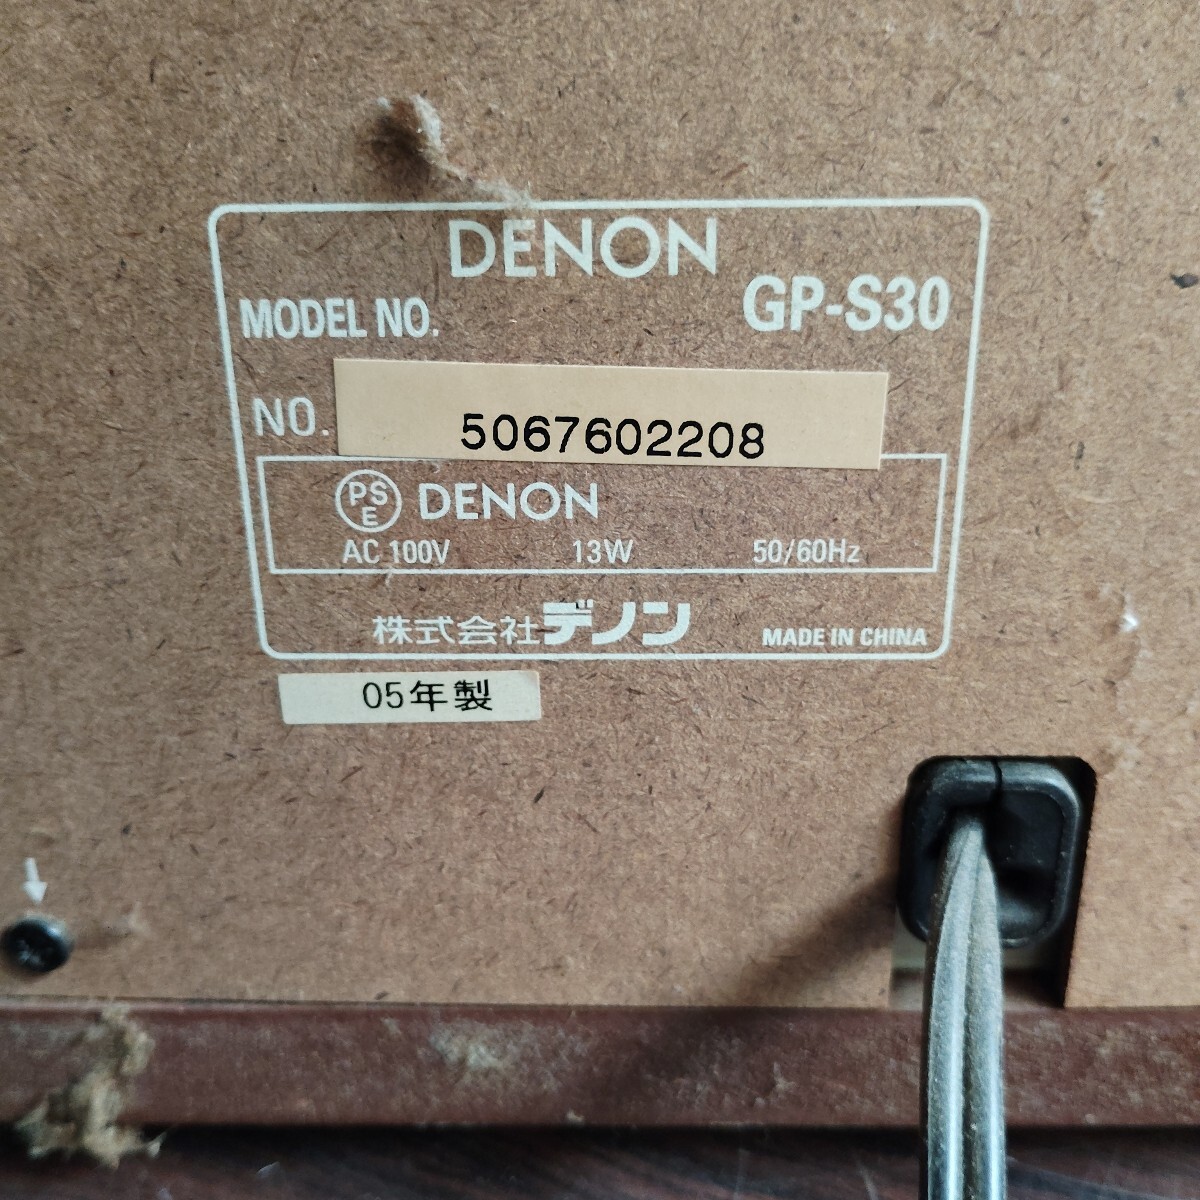 DENON
MODEL NO. GP-S30
NO. 5067602208
PSE DENON
AC 100V 13W 50/60Hz
株式会社デノン MADE IN CHINA
05年製